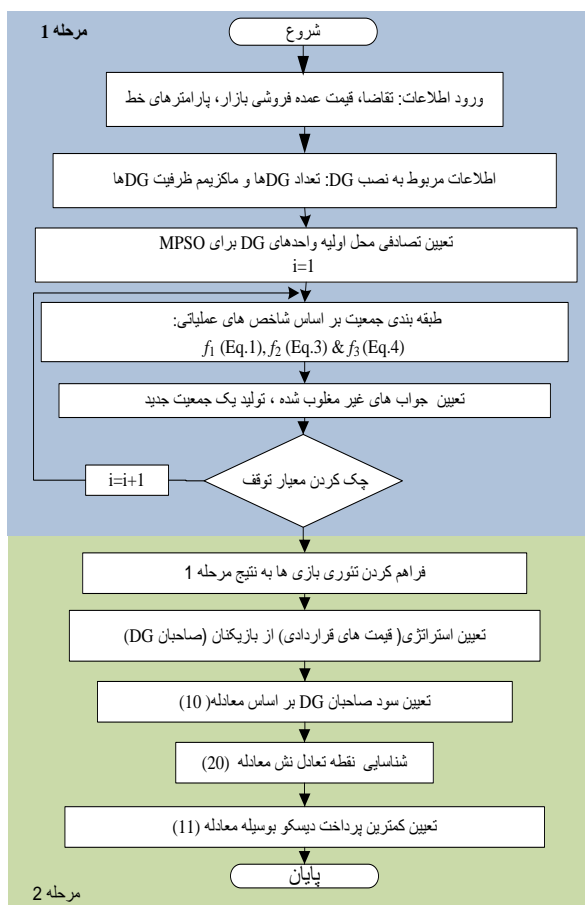 مرحله 1
شروع
ورود اطلاعات: تقاضا، قیمت عمده فروشی بازار، پارامترهای خط
اطلاعات مربوط به نصب DG: تعداد DGها و ماکزیمم ظرفیت DGها
تعیین تصادفی محل اولیه واحدهای DG برای MPSO
i=1
طبقه بندی جمعیت بر اساس شاخص های عملیاتی:
f1 (Eq.1), f2 (Eq.3) & f3 (Eq.4)
تعیین جواب های غیر مغلوب شده ، تولید یک جمعیت جدید
چک کردن معیار توقف
i=i+1
فراهم کردن تئوری بازی ها به نتیج مرحله 1
تعیین استراتژی( قیمت های قراردادی) از بازیکنان (صاحبان DG)
تعیین سود صاحبان DG بر اساس معادله( 10)
شناسایی نقطه تعادل نش معادله (20)
تعیین کمترین پرداخت دیسکو بوسیله معادله (11)
پایان
مرحله 2